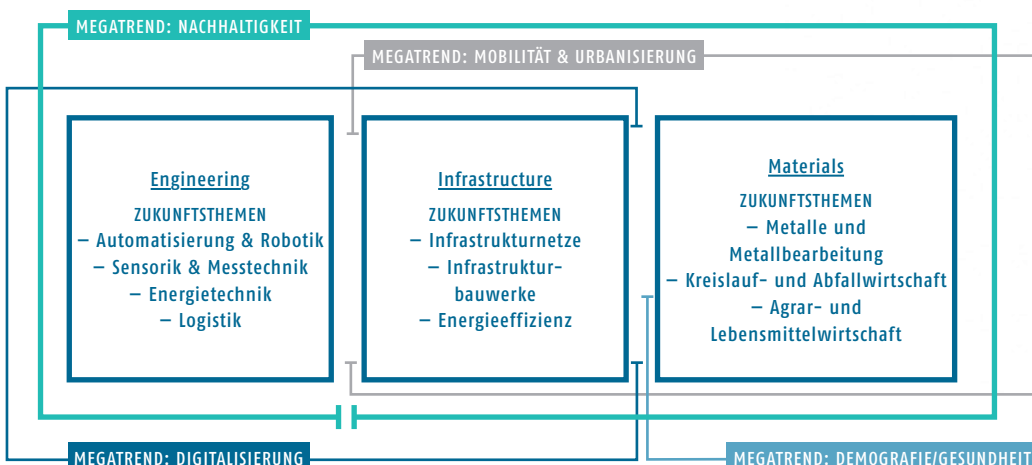 MEGATREND: NACHHALTIGKEIT
MEGATREND: MOBILITÄT & URBANISIERUNG
Engineering
ZUKUNFTSTHEMEN
– Automatisierung & Robotik
– Sensorik & Messtechnik
– Energietechnik
– Logistik
Infrastructure
ZUKUNFTSTHEMEN
– Infrastrukturnetze
– Infrastruktur-
bauwerke
– Energieeffizienz
Materials
ZUKUNFTSTHEMEN
– Metalle und
Metallbearbeitung
– Kreislauf- und Abfallwirtschaft
– Agrar- und
Lebensmittelwirtschaft
MEGATREND: DIGITALISIERUNG
MEGATREND: DEMOGRAFIE/GESUNDHEIT